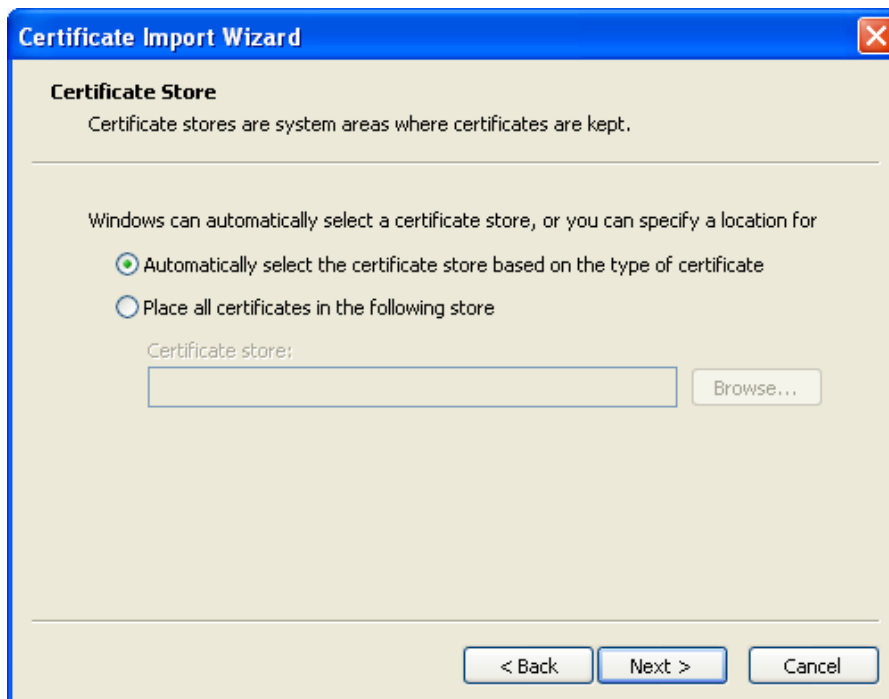 Certificate Import Wizard
Certificate Store
Certificate stores are system areas where certificates are kept.
Windows can automatically select a certificate store, or you can specify a location for
Automatically select the certificate store based on the type of certificate
Place all certificates in the following store
Certificate store:
Browse...
< Back Next > Cancel